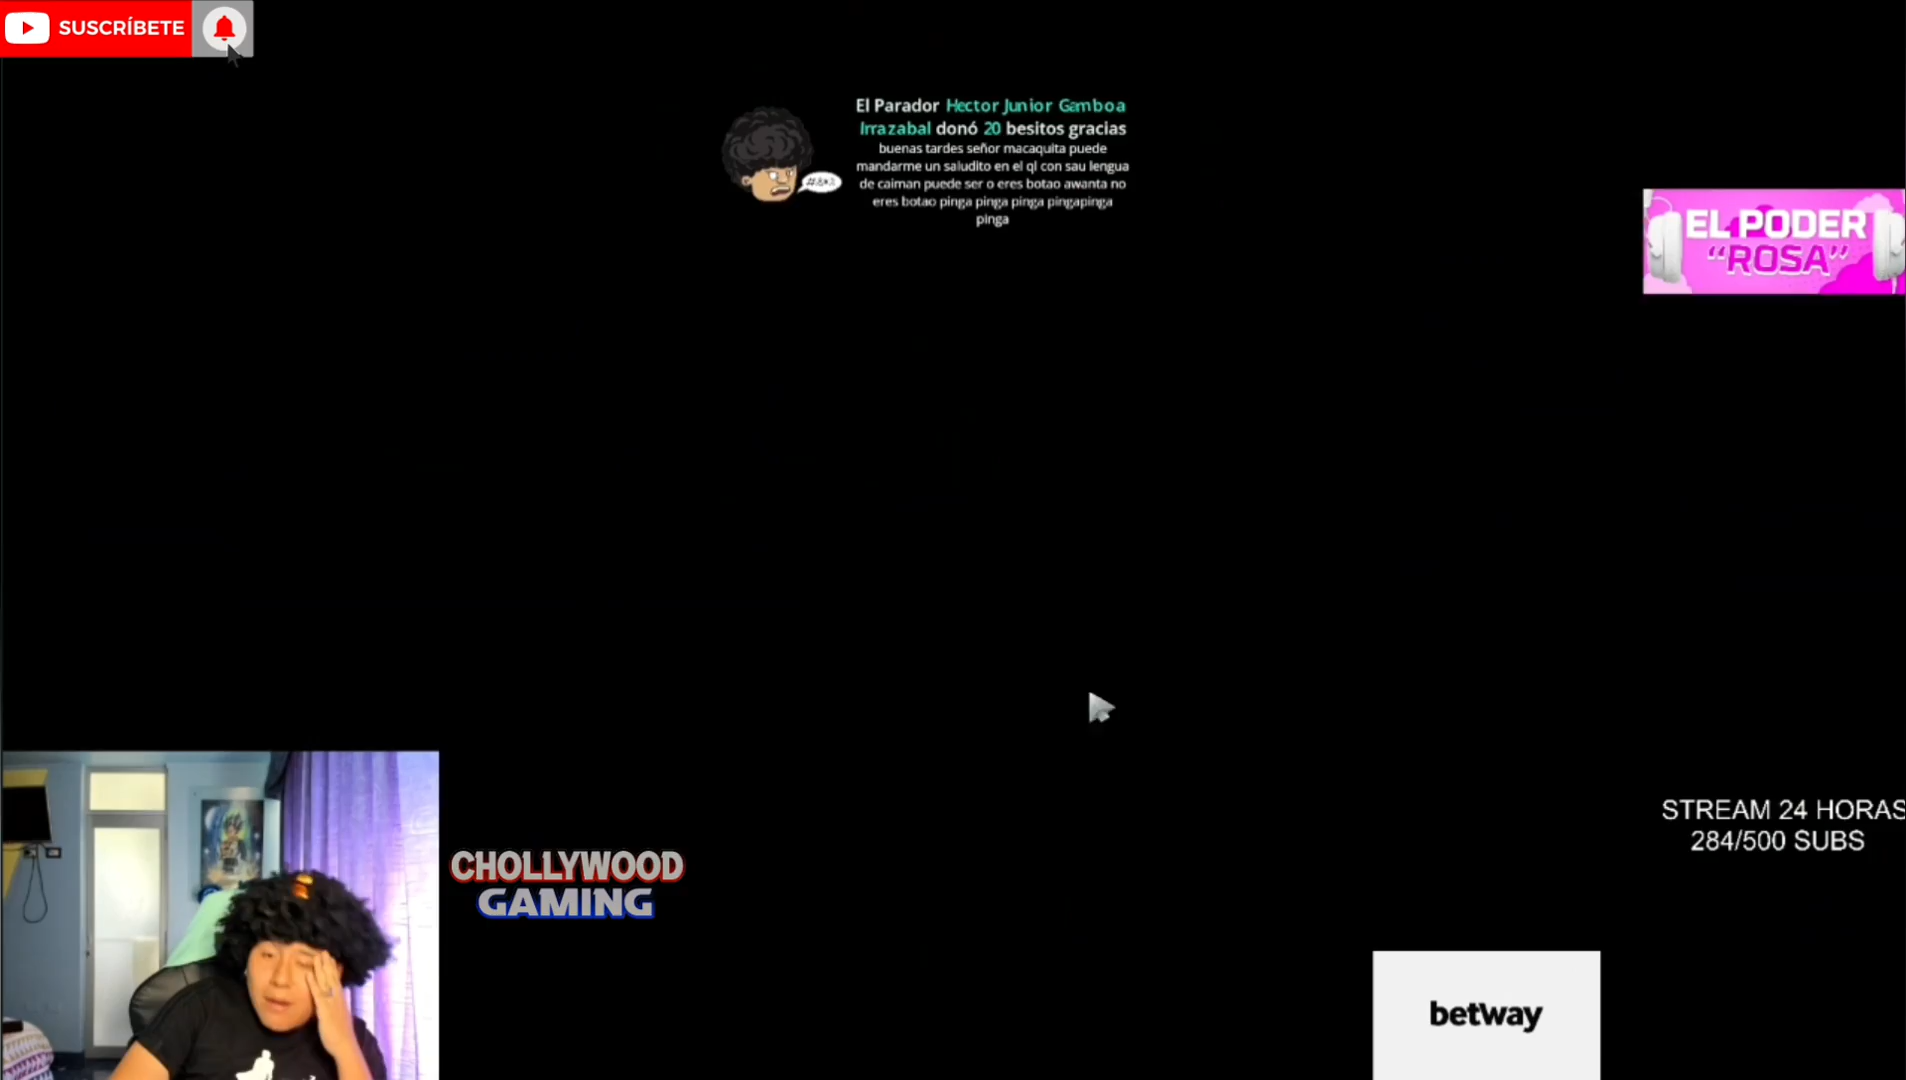 SUSCRÍBETE
El Parador Hector Junior Gamboa
Irrazabal donó 20 besitos gracias
buenas tardes señor macaquita puede
mandarme un saludito en el ql con sau lengua
de caiman puede ser o eres botao awanta no
eres botao pinga pinga pinga pingapinga
pinga
#&*?
EL PODER
“ROSA”
STREAM 24 HORAS
284/500 SUBS
CHOLLYWOOD
GAMING
betway